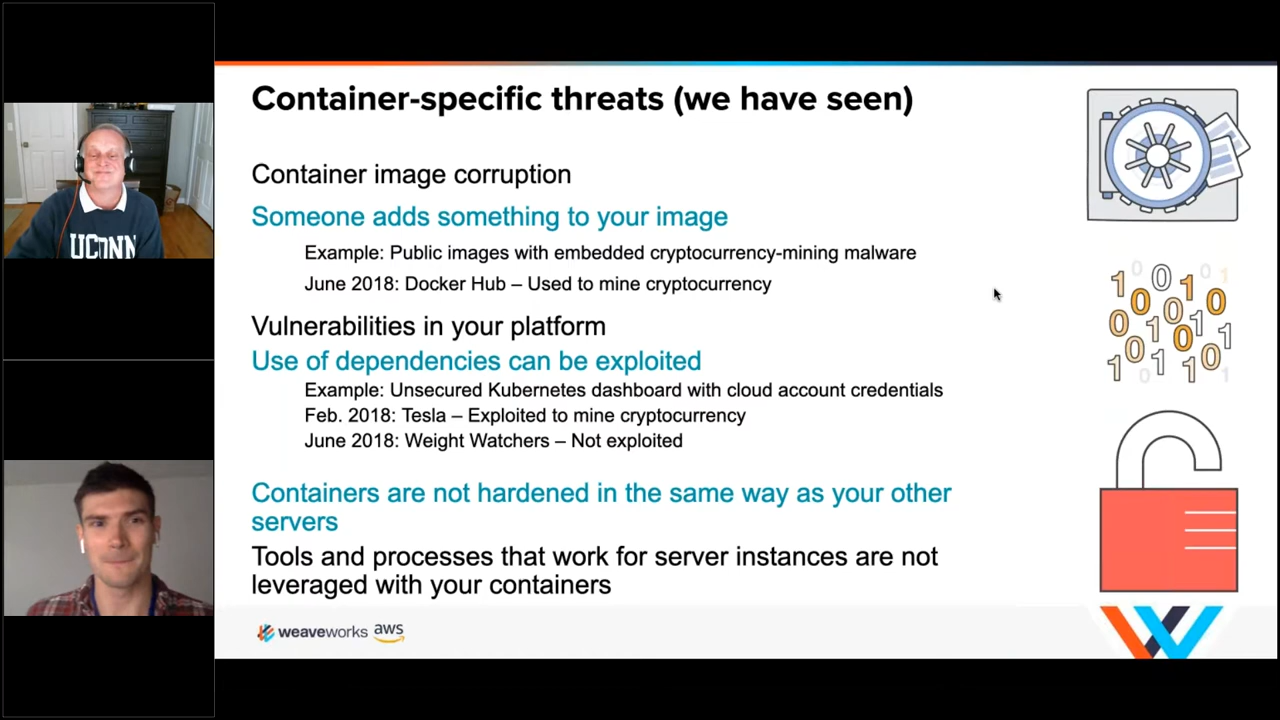 Container-specific threats (we have seen)
Container image corruption
Someone adds something to your image
Example: Public images with embedded cryptocurrency-mining malware
June 2018: Docker Hub – Used to mine cryptocurrency
Vulnerabilities in your platform
Use of dependencies can be exploited
Example: Unsecured Kubernetes dashboard with cloud account credentials
Feb. 2018: Tesla – Exploited to mine cryptocurrency
June 2018: Weight Watchers – Not exploited
Containers are not hardened in the same way as your other
servers
Tools and processes that work for server instances are not
leveraged with your containers
weaveworks aws
UCONN